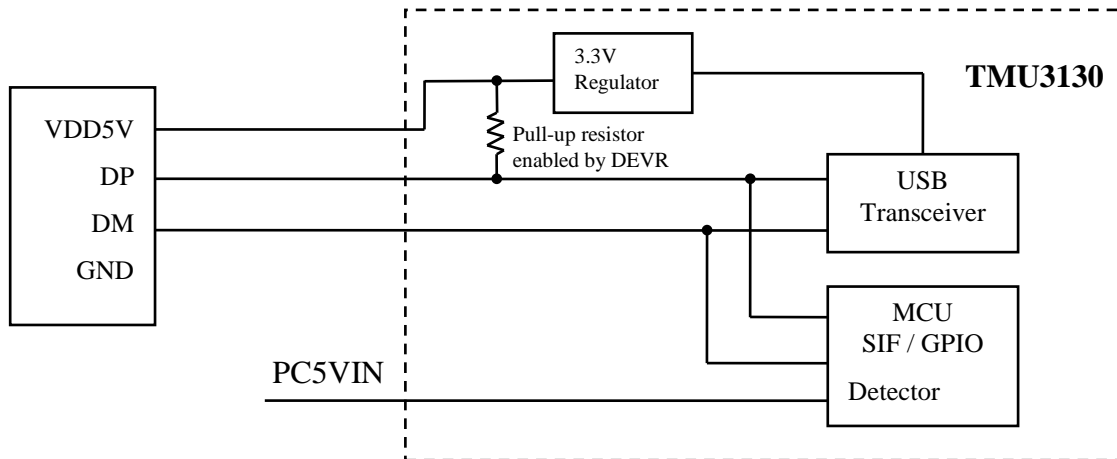 3.3V
Regulator
TMU3130
VDD5V
DP
DM
GND
Pull-up resistor
enabled by DEVR
USB
Transceiver
MCU
SIF / GPIO
Detector
PC5VIN